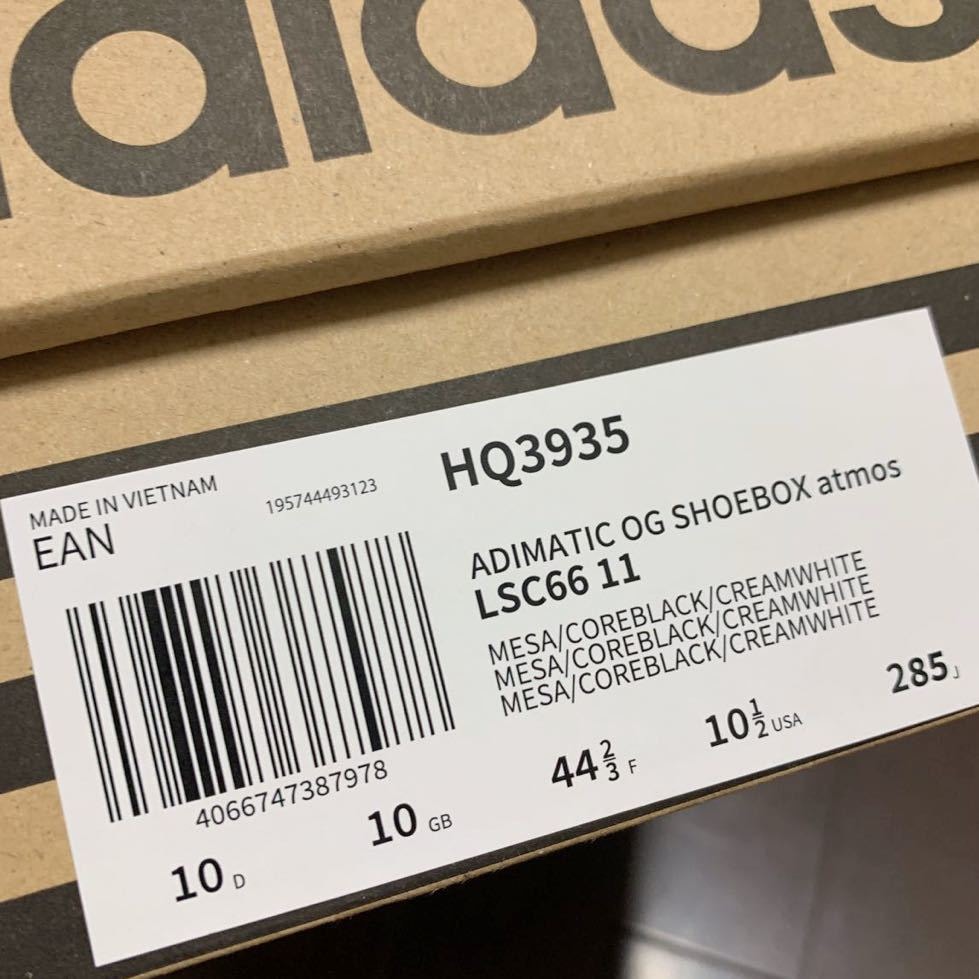 adidas
MADE IN VIETNAM
195744493123
HQ3935
EAN
ADIMATIC OG SHOEBOX atmos
LSC66 11
MESA/COREBLACK/CREAMWHITE
MESA/COREBLACK/CREAMWHITE
MESA/COREBLACK/CREAMWHITE
4066747387978
10 D
10 GB
44 2/3 F
10 1/2 USA
285 J